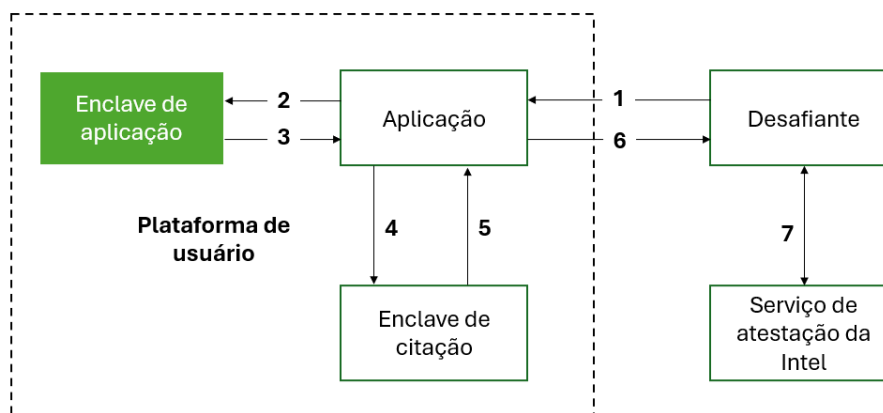 Enclave de
aplicação
2
3
Aplicação
1
6
Desafiante
Plataforma de
usuário
4
5
7
Enclave de
citação
Serviço de
atestação da
Intel